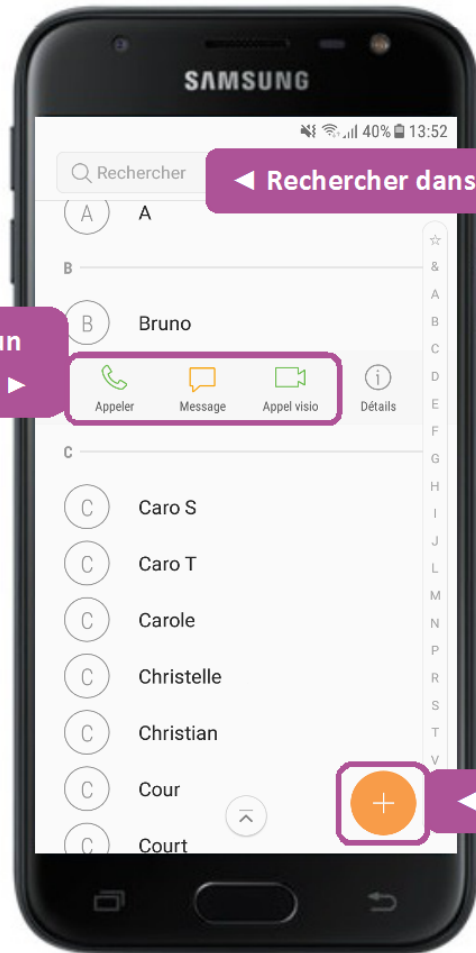 SAMSUNG
40% 13:52
Rechercher
◄ Rechercher dans
A A
☆
B
&
A
B Bruno
B
un
►
C
Appeler Message Appel visio Détails
D
E
F
C
G
H
C Caro S
I
J
C Caro T
L
M
C Carole
N
P
C Christelle
R
S
C Christian
T
V
C Cour
+
◄
C Court